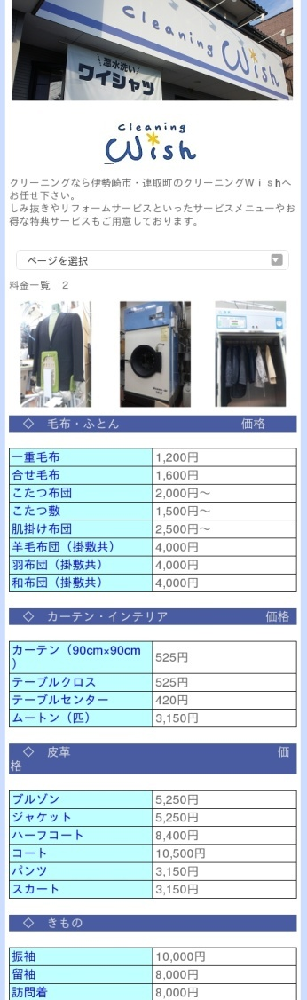 Cleaning Wish
温水洗い
ワイシャツ
Cleaning
Wish
クリーニングなら伊勢崎市・連取町のクリーニングWishへ
お任せ下さい。
しみ抜きやリフォームサービスといったサービスメニューやお
得な特典サービスもご用意しております。
ページを選択
料金一覧 2
◇ 毛布・ふとん 価格
一重毛布 1,200円
合せ毛布 1,600円
こたつ布団 2,000円～
こたつ敷 1,500円～
肌掛け布団 2,500円～
羊毛布団（掛敷共） 4,000円
羽布団（掛敷共） 4,000円
和布団（掛敷共） 4,000円
◇ カーテン・インテリア 価格
カーテン（90cm×90cm
） 525円
テーブルクロス 525円
テーブルセンター 420円
ムートン（匹） 3,150円
◇ 皮革 価
格
ブルゾン 5,250円
ジャケット 5,250円
ハーフコート 8,400円
コート 10,500円
パンツ 3,150円
スカート 3,150円
◇ きもの
振袖 10,000円
留袖 8,000円
訪問着 8,000円